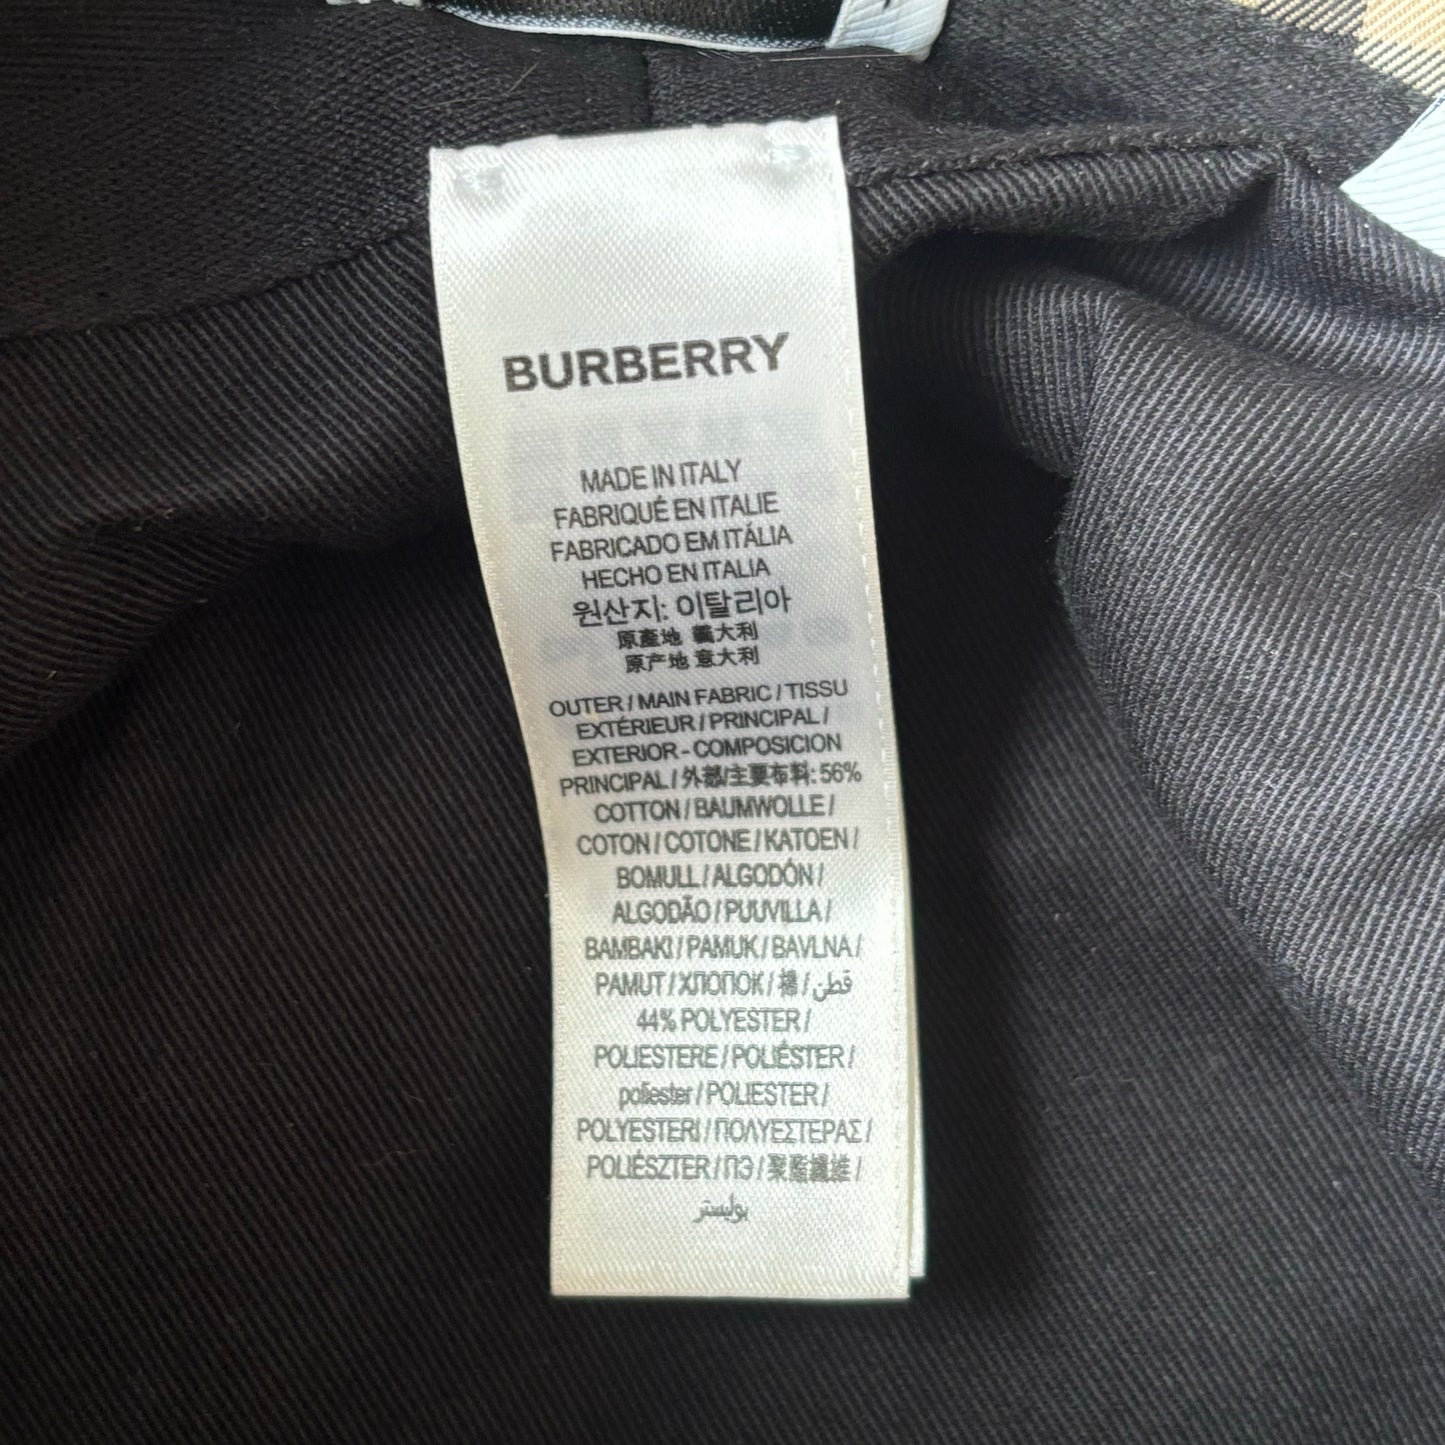 BURBERRY
MADE IN ITALY
FABRIQUÉ EN ITALIE
FABRICADO EM ITÁLIA
HECHO EN ITALIA
원산지: 이탈리아
原產地 義大利
原产地 意大利
OUTER / MAIN FABRIC / TISSU
EXTÉRIEUR / PRINCIPAL /
EXTERIOR - COMPOSICION
PRINCIPAL / 外部/主要布料: 56%
COTTON / BAUMWOLLE /
COTON / COTONE / KATOEN /
BOMULL / ALGODÓN /
ALGODÃO / PUUVILLA /
BAMBAKI / PAMUK / BAVLNA /
PAMUT / ХЛОПОК / 棉 / قطن
44% POLYESTER /
POLIESTERE / POLIÉSTER /
poliester / POLIESTER /
POLYESTERI / ΠΟΛΥΕΣΤΕΡΑΣ /
POLIÉSZTER / ПЭ / 聚酯纖維 /
بوليستر